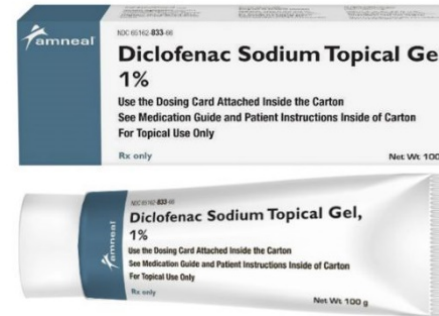 amneal
NDC 65162-833-66
Diclofenac Sodium Topical Ge
1%
Use the Dosing Card Attached Inside the Carton
See Medication Guide and Patient Instructions Inside of Carton
For Topical Use Only
Rx only
Net Wt 100
amneal
NDC 65162-833-66
Diclofenac Sodium Topical Gel,
1%
Use the Dosing Card Attached Inside the Carton
See Medication Guide and Patient Instructions Inside of Carton
For Topical Use Only
Rx only
Net Wt 100 g